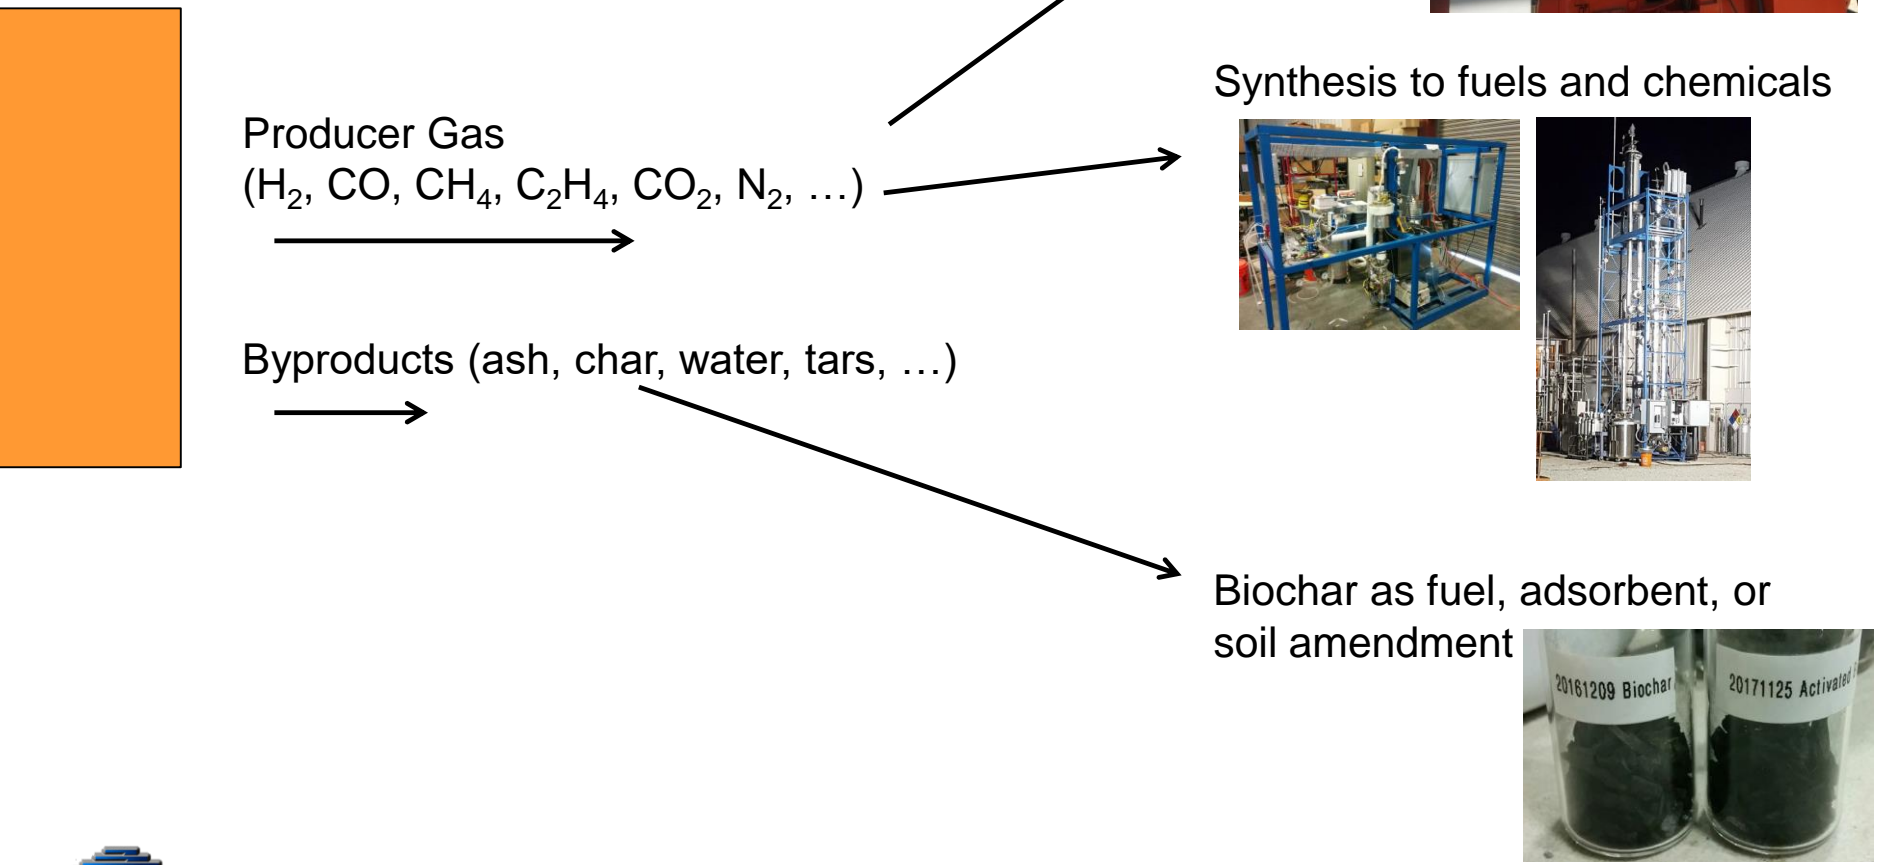 Synthesis to fuels and chemicals
Producer Gas
(H₂, CO, CH₄, C₂H₄, CO₂, N₂, …)
Byproducts (ash, char, water, tars, …)
Biochar as fuel, adsorbent, or
soil amendment
20161209 Biochar
20171125 Activated